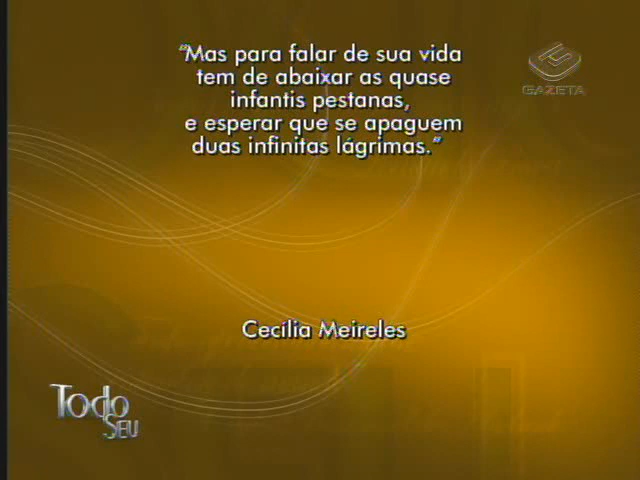 “Mas para falar de sua vida
tem de abaixar as quase
infantis pestanas,
e esperar que se apaguem
duas infinitas lágrimas.”
GAZETA
Cecília Meireles
Todo
SEU